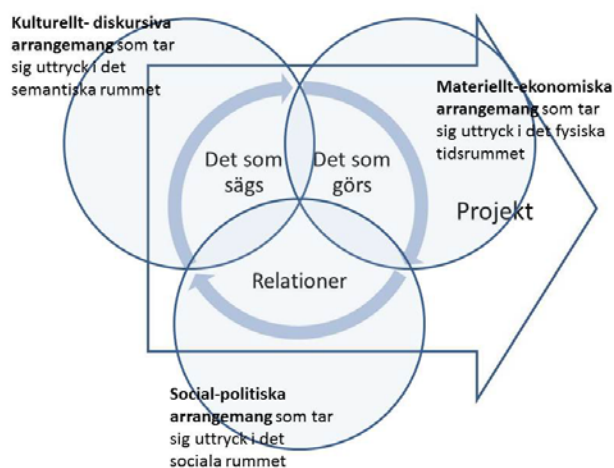 Kulturellt- diskursiva
arrangemang som tar
sig uttryck i det
semantiska rummet
Materiellt-ekonomiska
arrangemang som tar
sig uttryck i det fysiska
tidsrummet
Det som
sägs
Det som
görs
Projekt
Relationer
Social-politiska
arrangemang som tar
sig uttryck i det
sociala rummet